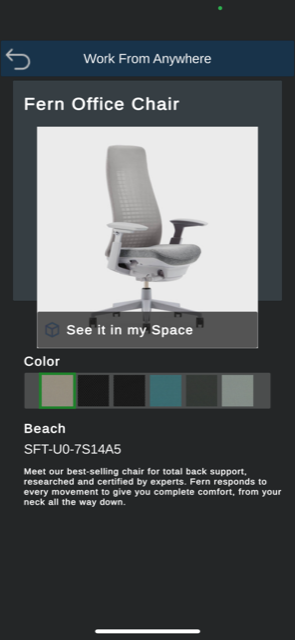 Work From Anywhere
Fern Office Chair
See it in my Space
Color
Beach
SFT-U0-7S14A5
Meet our best-selling chair for total back support,
researched and certified by experts. Fern responds to
every movement to give you complete comfort, from your
neck all the way down.